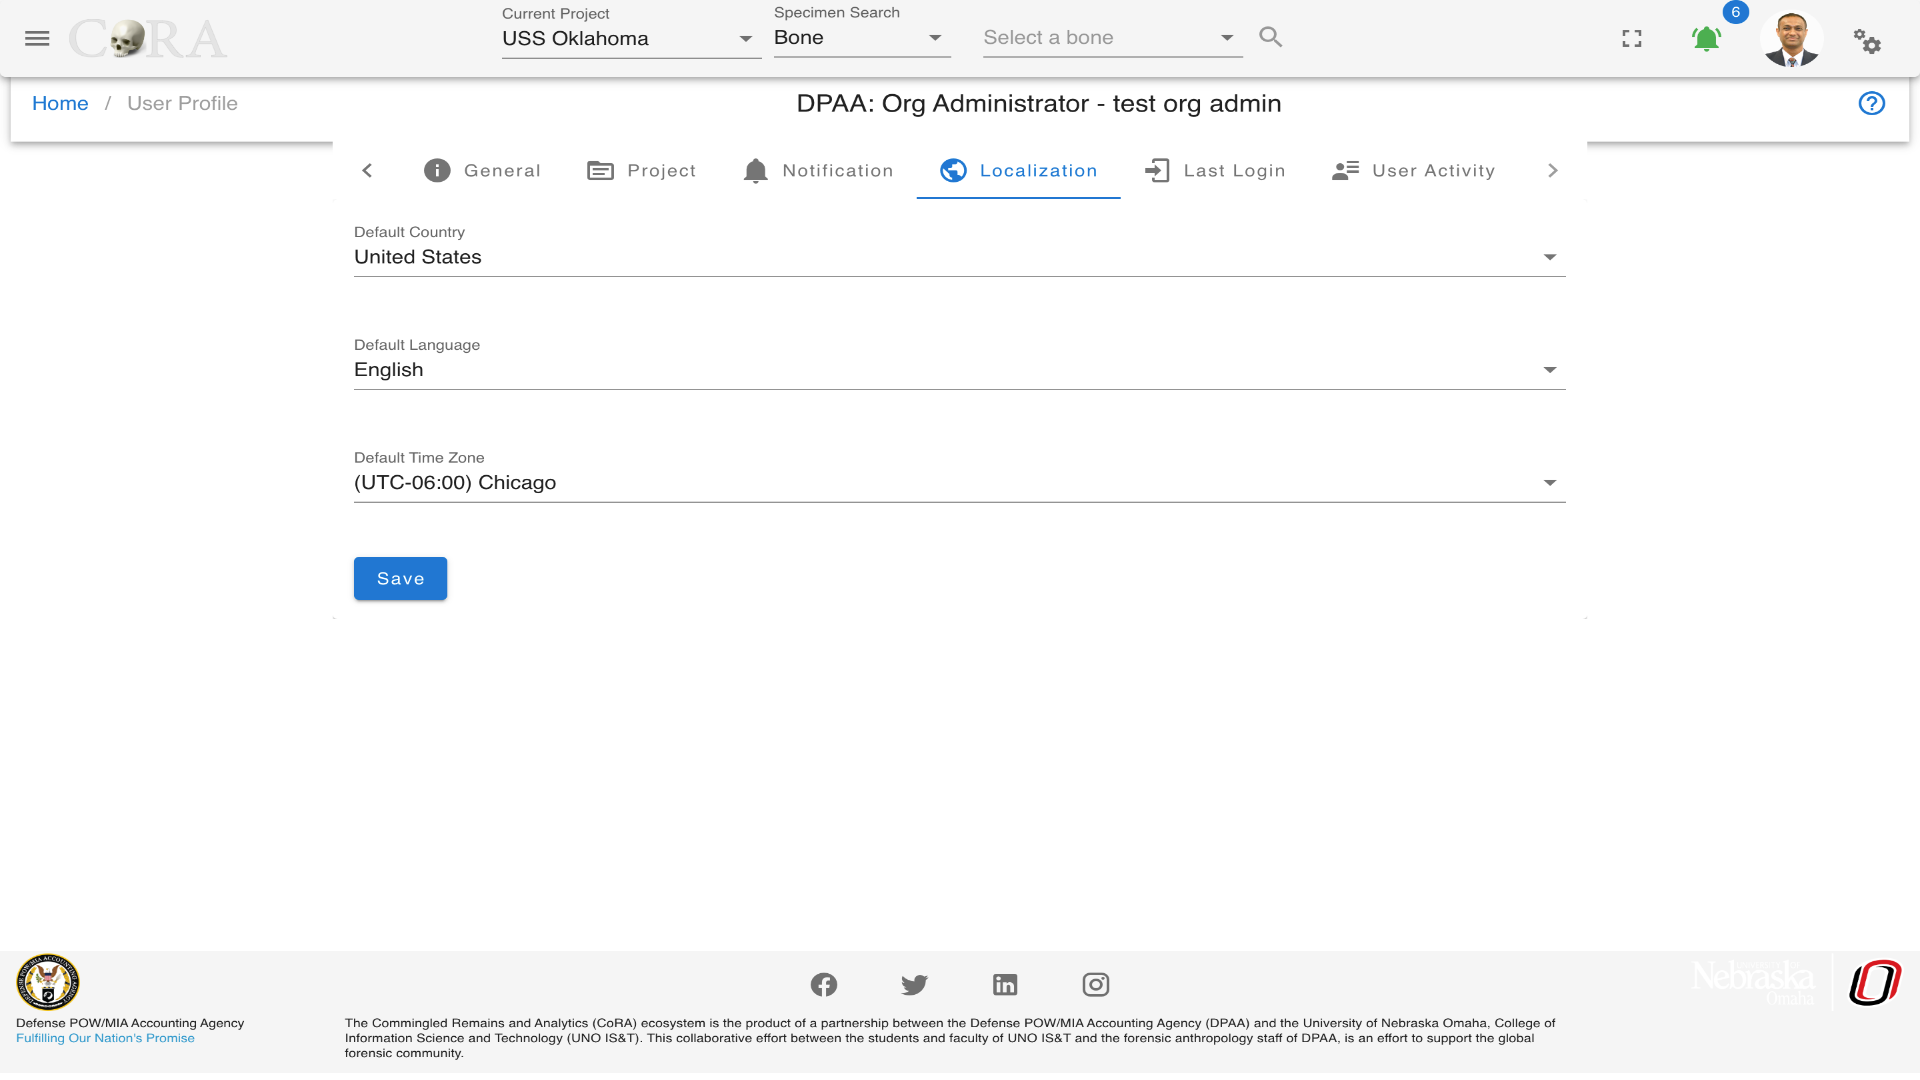 CoRA
Current Project
USS Oklahoma
Specimen Search
Bone
Select a bone
6
Home / User Profile
DPAA: Org Administrator - test org admin
General
Project
Notification
Localization
Last Login
User Activity
Default Country
United States
Default Language
English
Default Time Zone
(UTC-06:00) Chicago
Save
Defense POW/MIA Accounting Agency
Fulfilling Our Nation's Promise
The Commingled Remains and Analytics (CoRA) ecosystem is the product of a partnership between the Defense POW/MIA Accounting Agency (DPAA) and the University of Nebraska Omaha, College of
Information Science and Technology (UNO IS&T). This collaborative effort between the students and faculty of UNO IS&T and the forensic anthropology staff of DPAA, is an effort to support the global
forensic community.
Nebraska
Omaha